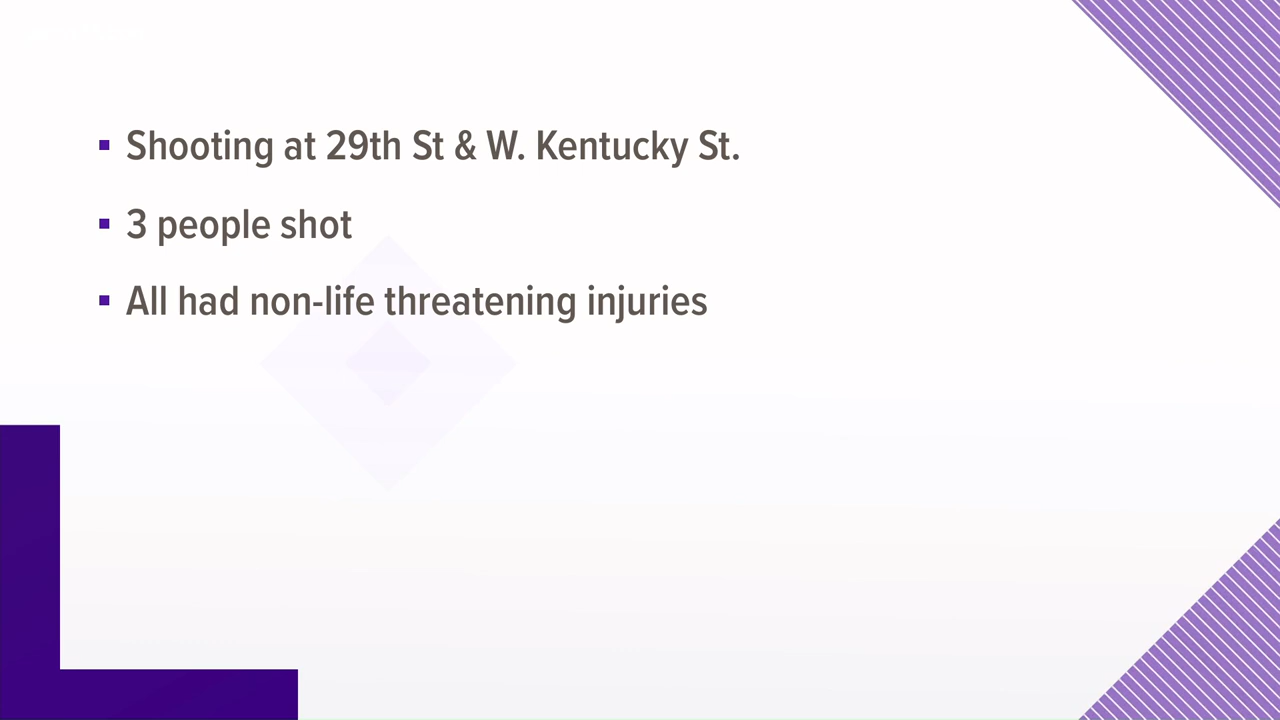 Shooting at 29th St & W. Kentucky St.
3 people shot
All had non-life threatening injuries